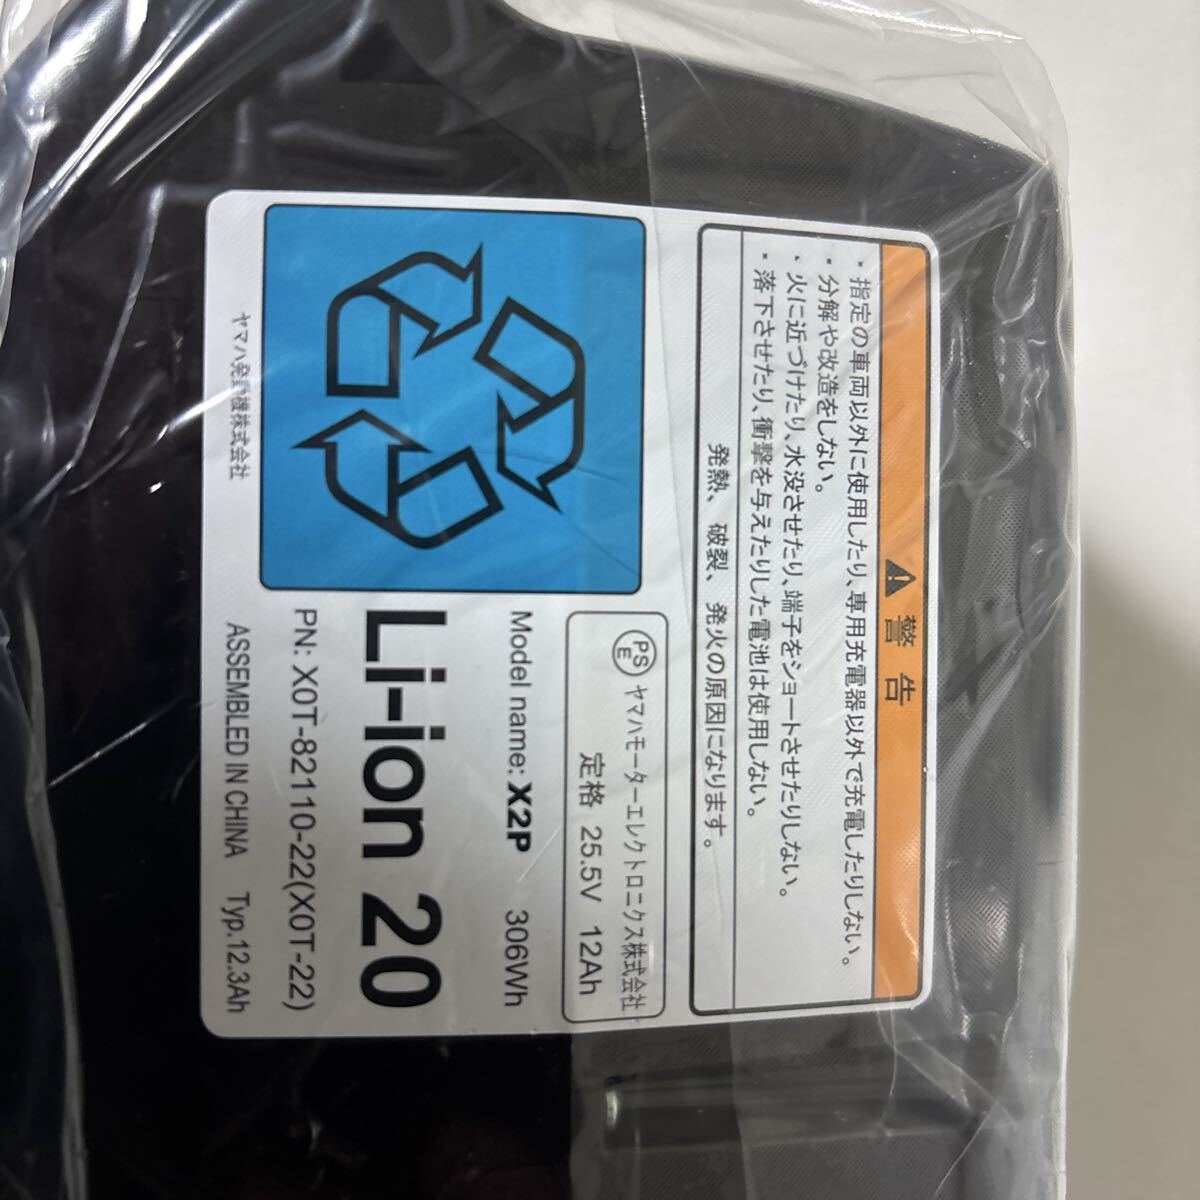 警告
・指定の車両以外に使用したり、専用充電器以外で充電したりしない。
・分解や改造をしない。
・火に近づけたり、水没させたり、端子をショートさせたりしない。
・落下させたり、衝撃を与えたりした電池は使用しない。
発熱、破裂、発火の原因になります。
PSE ヤマハモーターエレクトロニクス株式会社
定格 25.5V 12Ah
Model name: X2P 306Wh
Li-ion 20
PN: X0T-82110-22(X0T-22)
ヤマハ発動機株式会社
ASSEMBLED IN CHINA Typ.12.3Ah